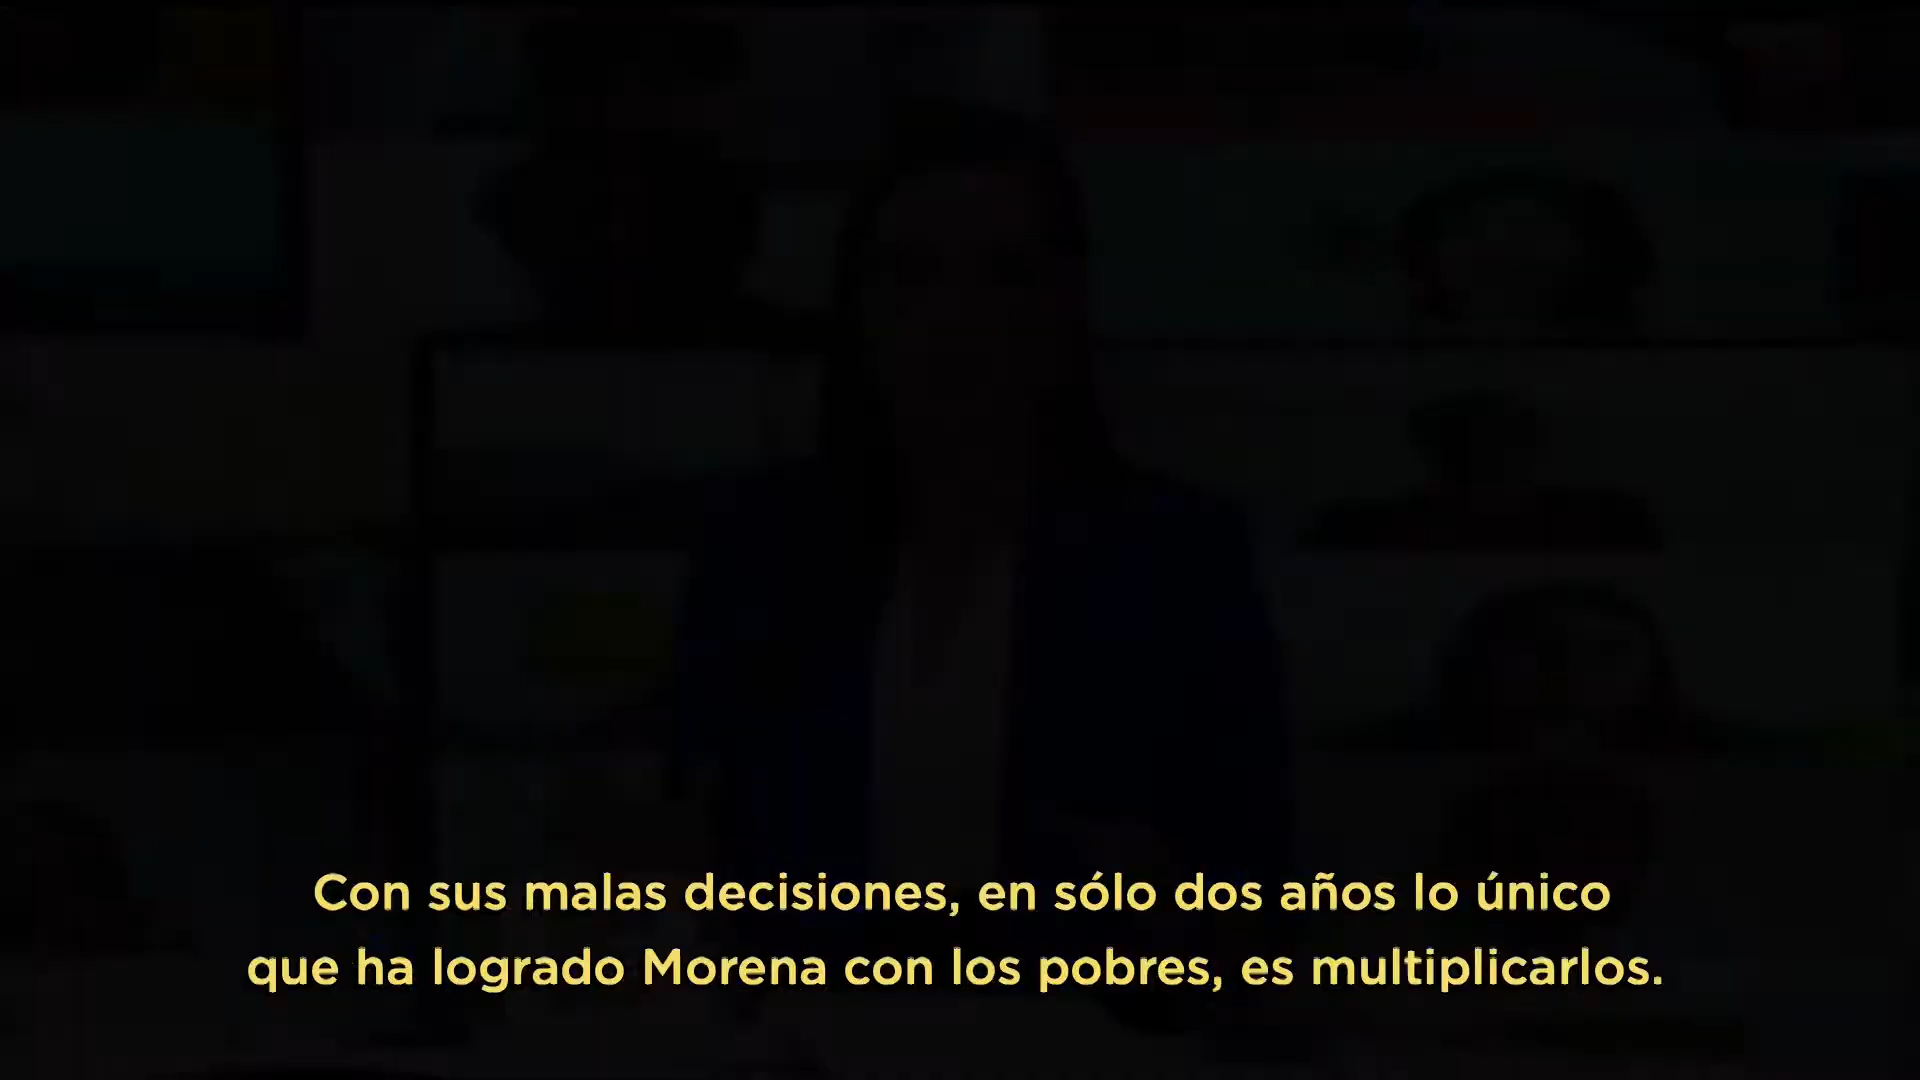 Con sus malas decisiones, en sólo dos años lo único
que ha logrado Morena con los pobres, es multiplicarlos.